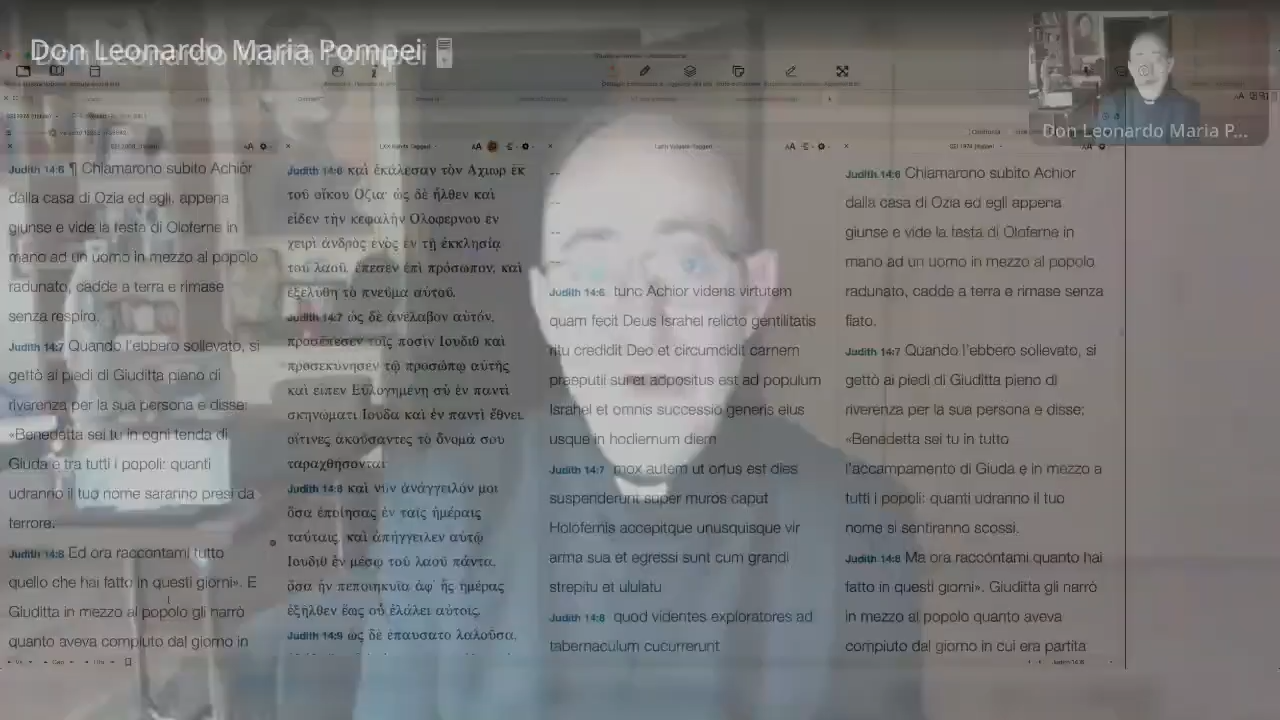 Don Leonardo Maria Pompei
Don Leonardo Maria P...
Judith 14:6 ¶ Chiamarono subito Achior
dalla casa di Ozia ed egli, appena
giunse e vide la testa di Oloferne in
mano ad un uomo in mezzo al popolo
radunato, cadde a terra e rimase
senza respiro.
Judith 14:7 Quando l'ebbero sollevato, si
gettò ai piedi di Giuditta pieno di
riverenza per la sua persona e disse:
«Benedetta sei tu in ogni tenda di
Giuda e tra tutti i popoli: quanti
udranno il tuo nome saranno presi da
terrore.
Judith 14:8 Ed ora raccontami tutto
quello che hai fatto in questi giorni». E
Giuditta in mezzo al popolo gli narrò
quanto aveva compiuto dal giorno in
Judith 14:6 καὶ ἐκάλεσαν τὸν Αχιωρ ἐκ
τοῦ οἴκου Οζια· ὡς δὲ ἦλθεν καὶ
εἶδεν τὴν κεφαλὴν Ολοφερνου ἐν
χειρὶ ἀνδρὸς ἑνὸς ἐν τῇ ἐκκλησίᾳ
τοῦ λαοῦ, ἔπεσεν ἐπὶ πρόσωπον, καὶ
ἐξελύθη τὸ πνεῦμα αὐτοῦ.
Judith 14:7 ὡς δὲ ἀνέλαβον αὐτόν,
προσέπεσεν τοῖς ποσὶν Ιουδιθ καὶ
προσεκύνησεν τῷ προσώπῳ αὐτῆς
καὶ εἶπεν Εὐλογημένη σὺ ἐν παντὶ
σκηνώματι Ιουδα καὶ ἐν παντὶ ἔθνει,
οἵτινες ἀκούσαντες τὸ ὄνομά σου
ταραχθήσονται·
Judith 14:8 καὶ νῦν ἀνάγγειλόν μοι
ὅσα ἐποίησας ἐν ταῖς ἡμέραις
ταύταις. καὶ ἀπήγγειλεν αὐτῷ
Ιουδιθ ἐν μέσῳ τοῦ λαοῦ πάντα,
ὅσα ἦν πεποιηκυῖα ἀφ᾽ ἧς ἡμέρας
ἐξῆλθεν ἕως οὗ ἐλάλει αὐτοῖς.
Judith 14:9 ὡς δὲ ἐπαύσατο λαλοῦσα,
Judith 14:6 tunc Achior videns virtutem
quam fecit Deus Israhel relicto gentilitatis
ritu credidit Deo et circumcidit carnem
praeputii sui et adpositus est ad populum
Israhel et omnis successio generis eius
usque in hodiernum diem
Judith 14:7 mox autem ut ortus est dies
suspenderunt super muros caput
Holofernis accepitque unusquisque vir
arma sua et egressi sunt cum grandi
strepitu et ululatu
Judith 14:8 quod videntes exploratores ad
tabernaculum cucurrerunt
Judith 14:6 Chiamarono subito Achior
dalla casa di Ozia ed egli appena
giunse e vide la testa di Oloferne in
mano ad un uomo in mezzo al popolo
radunato, cadde a terra e rimase senza
fiato.
Judith 14:7 Quando l'ebbero sollevato, si
gettò ai piedi di Giuditta pieno di
riverenza per la sua persona e disse:
«Benedetta sei tu in tutto
l'accampamento di Giuda e in mezzo a
tutti i popoli: quanti udranno il tuo
nome si sentiranno scossi.
Judith 14:8 Ma ora raccontami quanto hai
fatto in questi giorni». Giuditta gli narrò
in mezzo al popolo quanto aveva
compiuto dal giorno in cui era partita